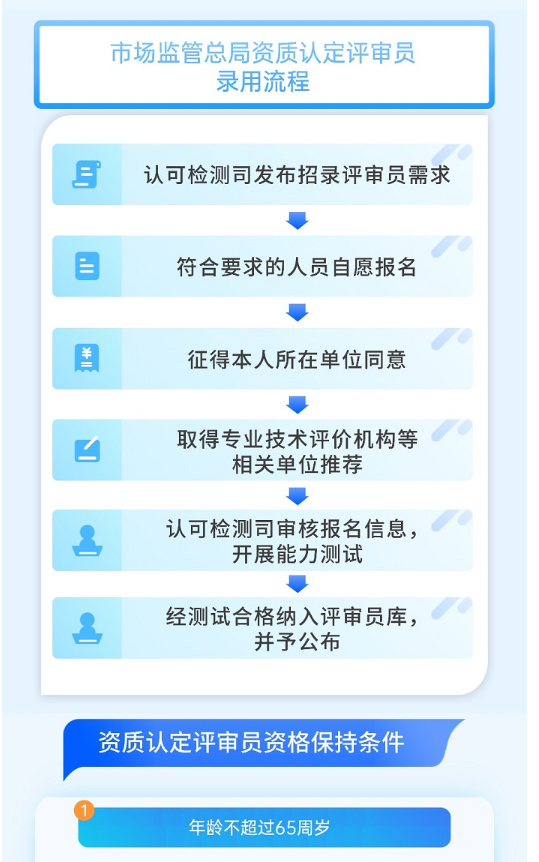 市场监管总局资质认定评审员
录用流程
认可检测司发布招录评审员需求
符合要求的人员自愿报名
征得本人所在单位同意
取得专业技术评价机构等
相关单位推荐
认可检测司审核报名信息，
开展能力测试
经测试合格纳入评审员库，
并予公布
资质认定评审员资格保持条件
1
年龄不超过65周岁